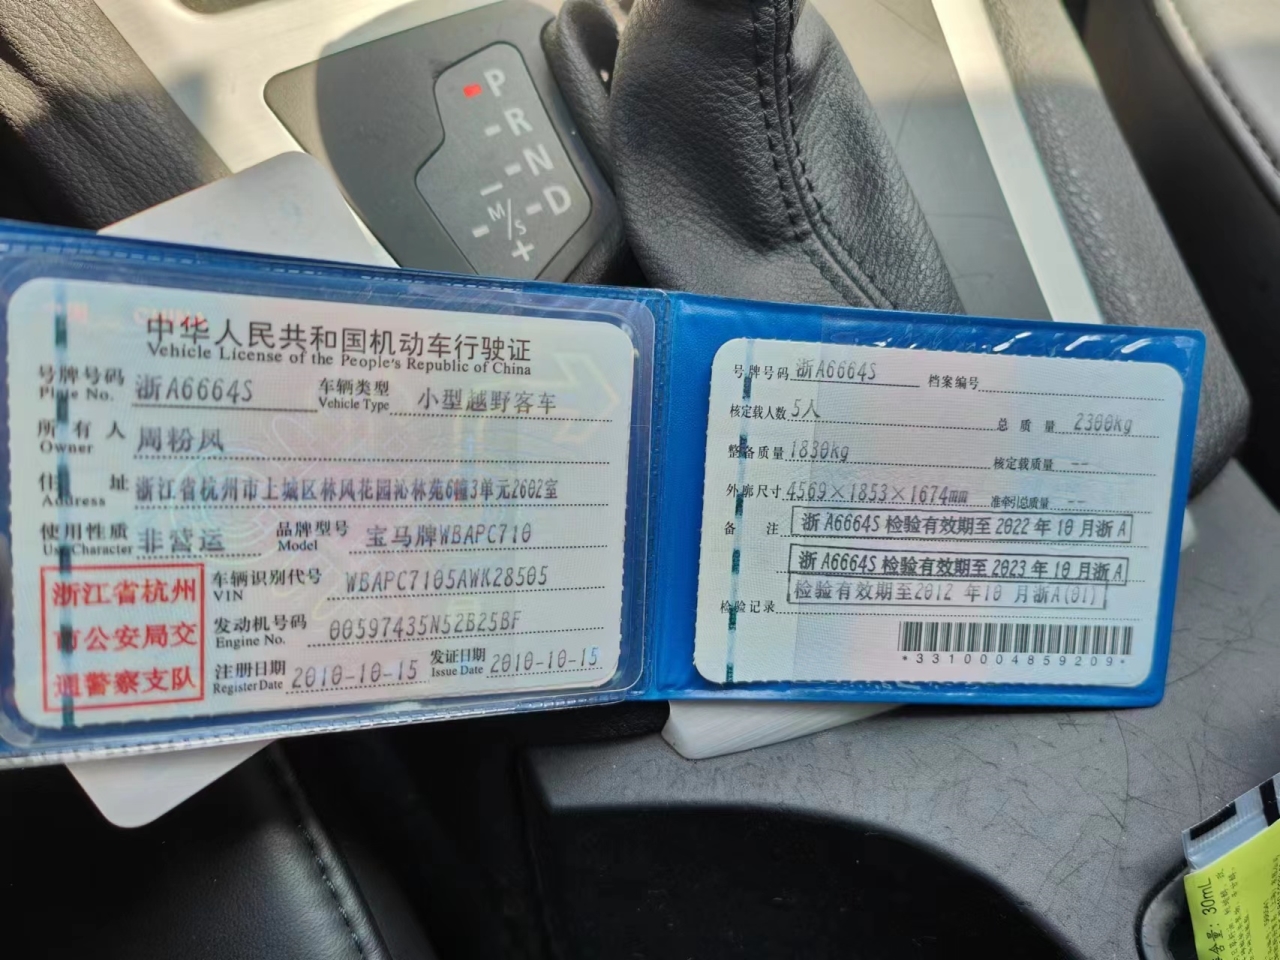 P
R
N
D
M/S
+
中华人民共和国机动车行驶证
Vehicle License of the People's Republic of China
号牌号码 浙A6664S 车辆类型 小型越野客车
Plate No. Vehicle Type
所有人 周粉凤
Owner
住址 浙江省杭州市上城区林风花园沁林苑6幢3单元2602室
Address
使用性质 非营运 品牌型号 宝马牌WBAPC710
Use Character Model
浙江省杭州
市公安局交
通警察支队
车辆识别代号 WBAPC7105AWK28505
VIN
发动机号码 00597435N52B25BF
Engine No.
注册日期 2010-10-15 发证日期 2010-10-15
Register Date Issue Date
号牌号码 浙A6664S 档案编号
核定载人数 5人 总质量 2300kg
整备质量 1830kg 核定载质量 --
外廓尺寸 4569×1853×1674mm 准牵引总质量 --
备注 浙A6664S 检验有效期至2022年10月浙A
浙A6664S 检验有效期至2023年10月浙A
检验有效期至2012年10月浙A(01)
检验记录
*3310004859209*
含量：30mL